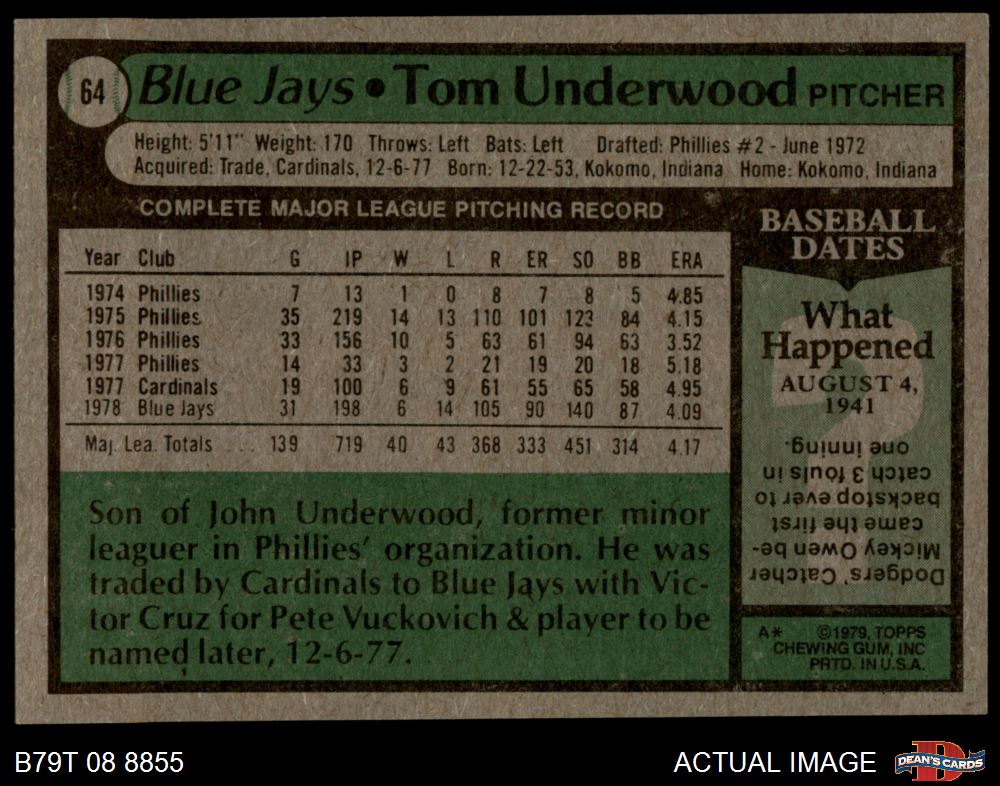 64 Blue Jays • Tom Underwood PITCHER
Height: 5'11" Weight: 170 Throws: Left Bats: Left Drafted: Phillies #2 - June 1972
Acquired: Trade, Cardinals, 12-6-77 Born: 12-22-53, Kokomo, Indiana Home: Kokomo, Indiana
COMPLETE MAJOR LEAGUE PITCHING RECORD
Year Club G IP W L R ER SO BB ERA
1974 Phillies 7 13 1 0 8 7 8 5 4.85
1975 Phillies 35 219 14 13 110 101 123 84 4.15
1976 Phillies 33 156 10 5 63 61 94 63 3.52
1977 Phillies 14 33 3 2 21 19 20 18 5.18
1977 Cardinals 19 100 6 9 61 55 65 58 4.95
1978 Blue Jays 31 198 6 14 105 90 140 87 4.09
Maj. Lea. Totals . . . 139 719 40 43 368 333 451 314 4.17
Son of John Underwood, former minor
leaguer in Phillies' organization. He was
traded by Cardinals to Blue Jays with Vic-
tor Cruz for Pete Vuckovich & player to be
named later, 12-6-77.
BASEBALL
DATES
What
Happened
AUGUST 4,
1941
Dodgers' Catcher
Mickey Owen be-
came the first
backstop ever to
catch 3 fouls in
one inning.
A* ©1979, TOPPS
CHEWING GUM, INC
PRTD. IN U.S.A.
B79T 08 8855
ACTUAL IMAGE
DEAN'S CARDS